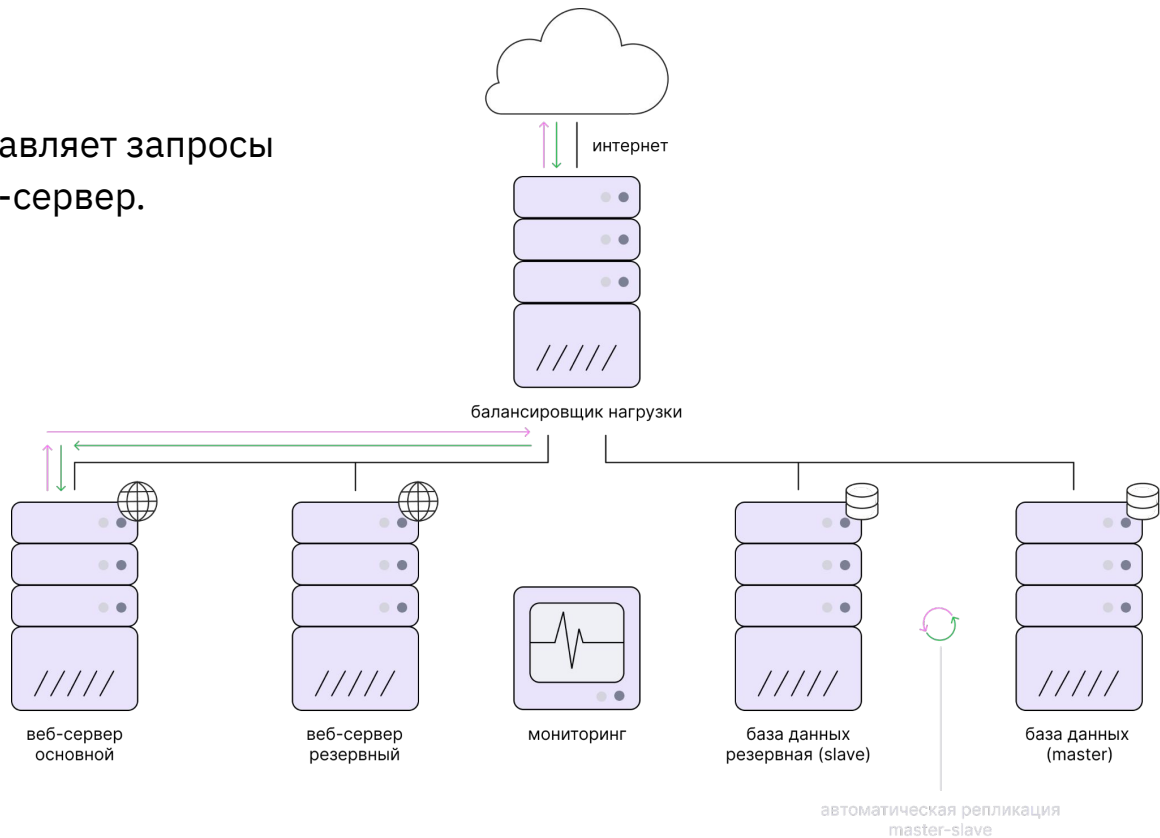 авляет запросы
-сервер.
интернет
балансировщик нагрузки
веб-сервер
основной
веб-сервер
резервный
мониторинг
база данных
резервная (slave)
база данных
(master)
автоматическая репликация
master-slave